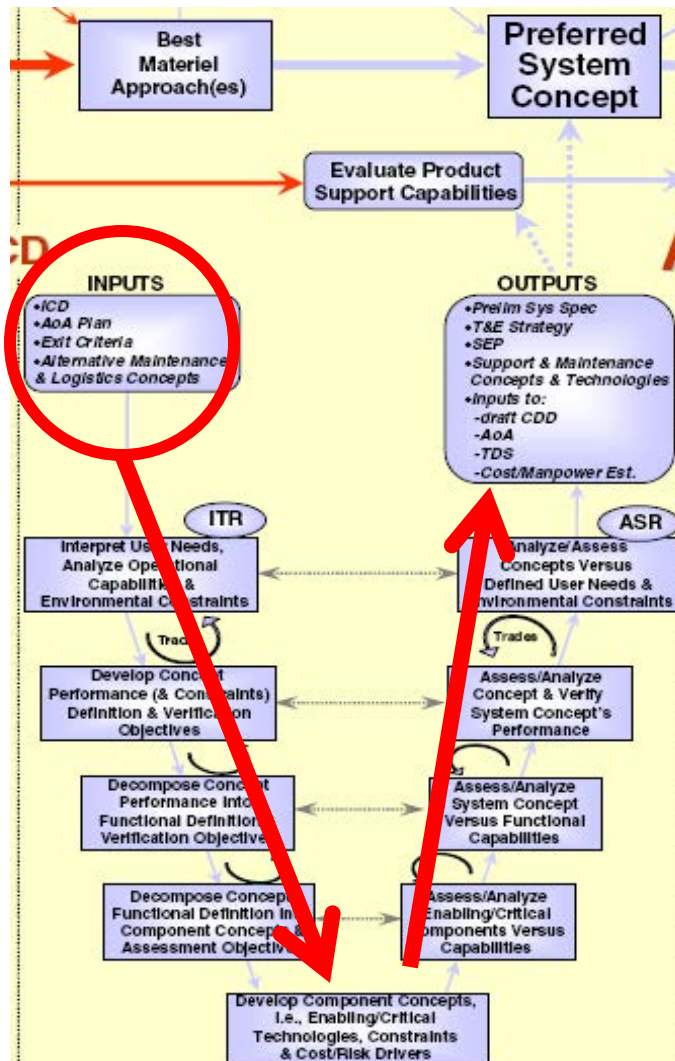 Best
Materiel
Approach(es)
Preferred
System
Concept
Evaluate Product
Support Capabilities
CD
A
INPUTS
•ICD
•AoA Plan
•Exit Criteria
•Alternative Maintenance
& Logistics Concepts
OUTPUTS
•Prelim Sys Spec
•T&E Strategy
•SEP
•Support & Maintenance
Concepts & Technologies
•Inputs to:
-draft CDD
-AoA
-TDS
-Cost/Manpower Est.
ITR
Interpret User Needs,
Analyze Operational
Capabilities &
Environmental Constraints
ASR
Analyze/Assess
Concepts Versus
Defined User Needs &
Environmental Constraints
Trades
Trades
Develop Concept
Performance (& Constraints)
Definition & Verification
Objectives
Assess/Analyze
Concept & Verify
System Concept's
Performance
Decompose Concept
Performance into
Functional Definition &
Verification Objectives
Assess/Analyze
System Concept
Versus Functional
Capabilities
Decompose Concept
Functional Definition into
Component Concepts &
Assessment Objectives
Assess/Analyze
Enabling/Critical
Components Versus
Capabilities
Develop Component Concepts,
i.e., Enabling/Critical
Technologies, Constraints
& Cost/Risk Drivers